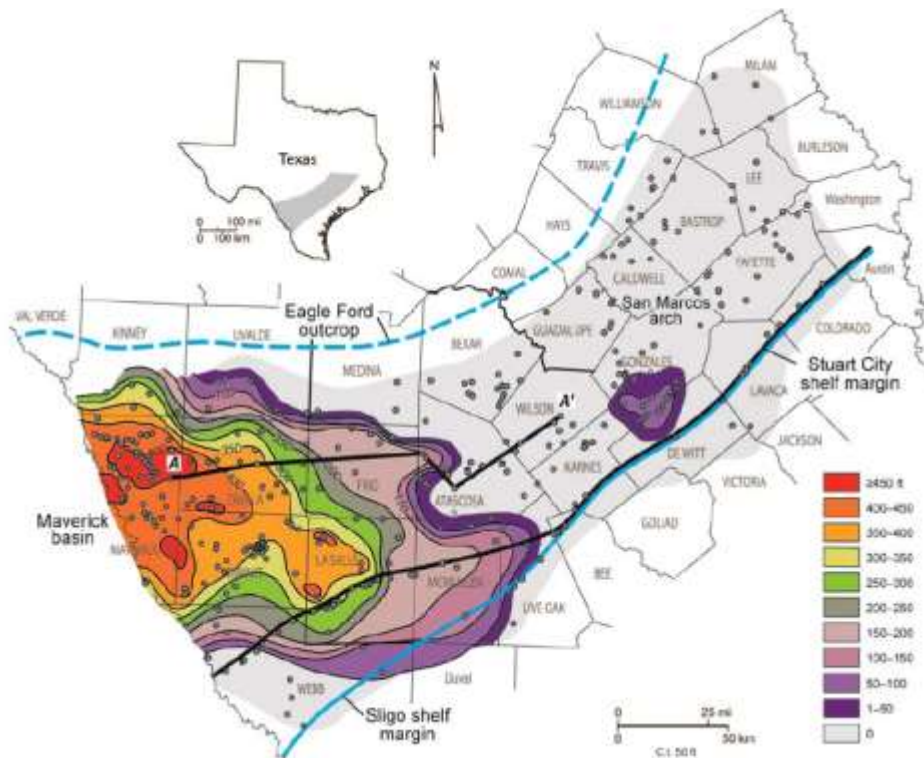 N
Texas
0 100 mi
0 100 km
MILAM
WILLIAMSON
BURLESON
TRAVIS
LEE
Washington
HAYS
BASTROP
Austin
COMAL
CALDWELL
FAYETTE
COLORADO
VAL VERDE
KINNEY
UVALDE
Eagle Ford
outcrop
MEDINA
BEXAR
GUADALUPE
San Marcos
arch
GONZALES
Stuart City
shelf margin
LAVACA
WILSON
A'
JACKSON
DE WITT
KARNES
VICTORIA
A
350
FRIO
ATASCOSA
GOLIAD
Maverick
basin
LA SALLE
BEE
LIVE OAK
WEBB
Duval
Sligo shelf
margin
≥450 ft
400–450
350–400
300–350
250–300
200–250
150–200
100–150
50–100
1–50
0
0 25 mi
0 30 km
C.I. 50 ft